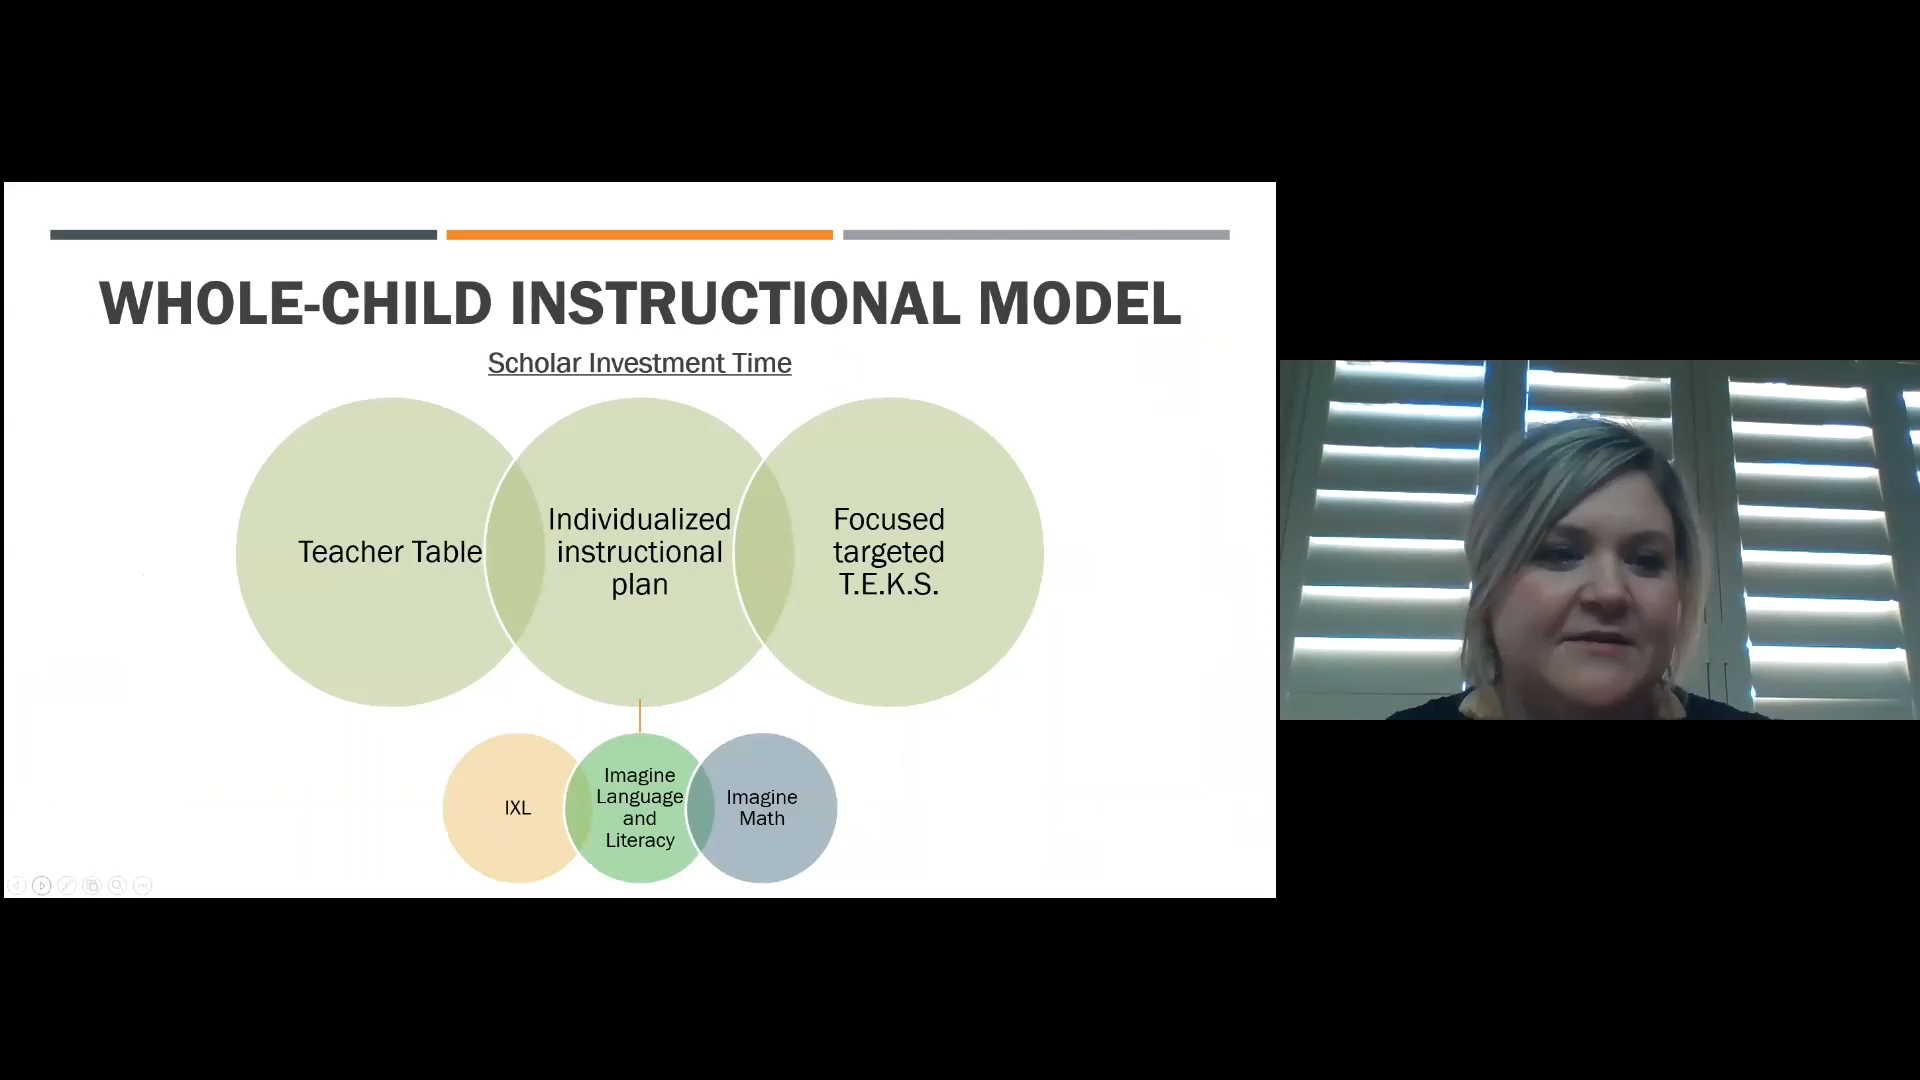 WHOLE-CHILD INSTRUCTIONAL MODEL
Scholar Investment Time
Teacher Table
Individualized
instructional
plan
Focused
targeted
T.E.K.S.
IXL
Imagine
Language
and
Literacy
Imagine
Math